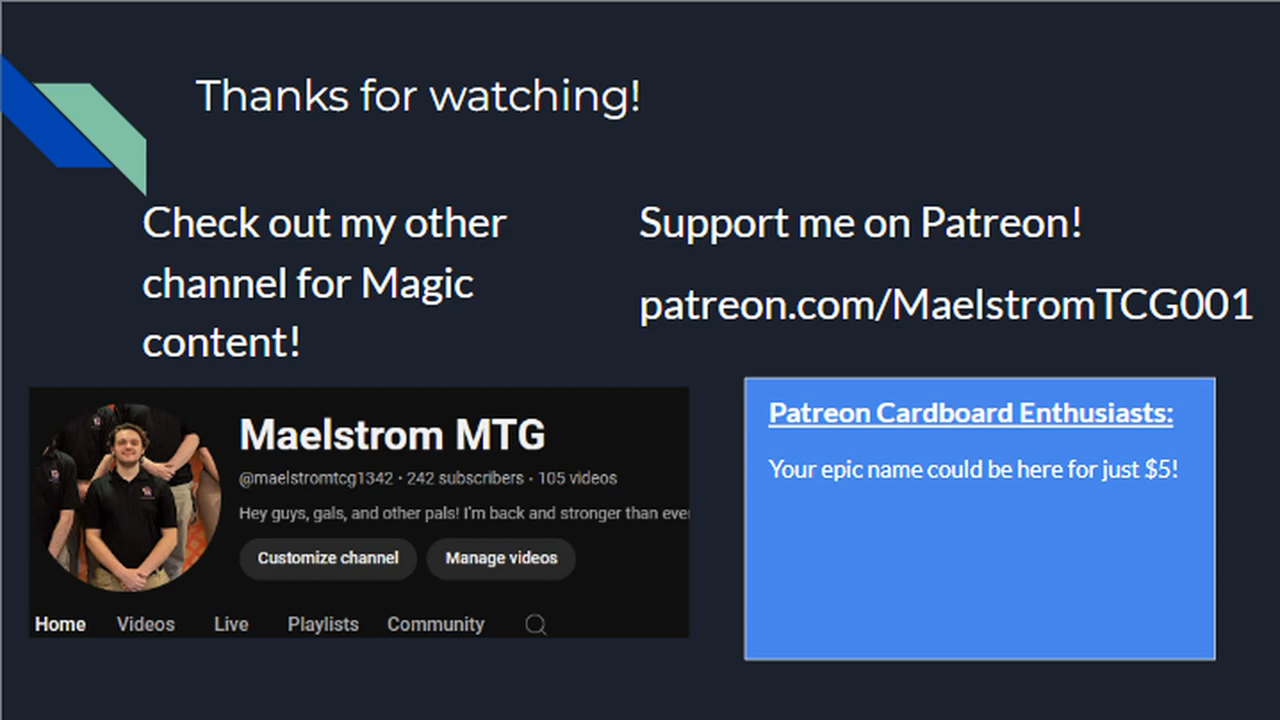 Thanks for watching!
Check out my other
channel for Magic
content!
Support me on Patreon!
patreon.com/MaelstromTCG001
Maelstrom MTG
@maelstromtcg1342 • 242 subscribers • 105 videos
Hey guys, gals, and other pals! I'm back and stronger than ever
Customize channel
Manage videos
Home Videos Live Playlists Community
Patreon Cardboard Enthusiasts:
Your epic name could be here for just $5!